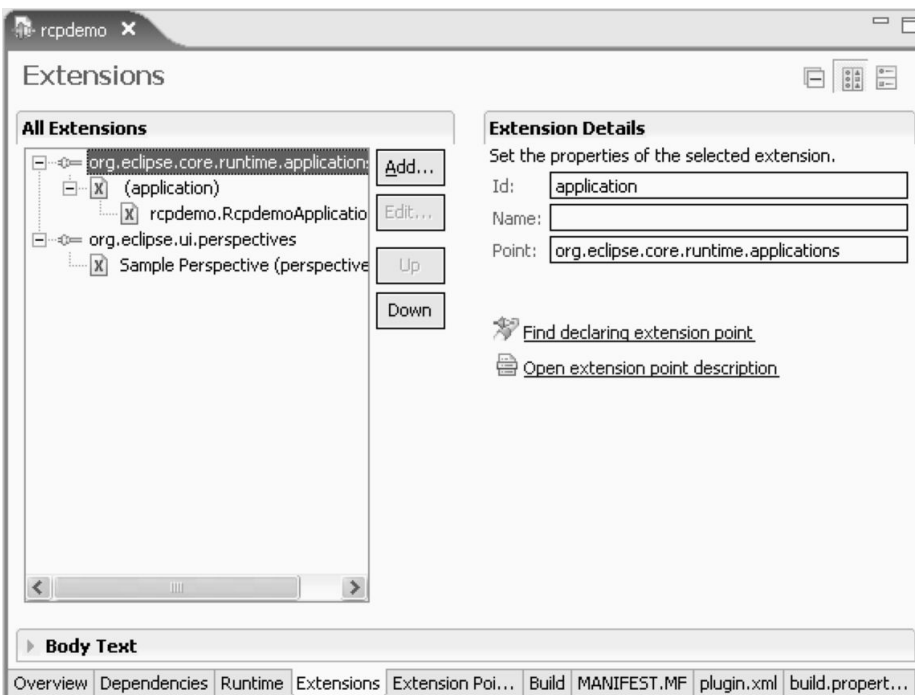 rcpdemo
Extensions
All Extensions
org.eclipse.core.runtime.applications
(application)
rcpdemo.RcpdemoApplicatio
org.eclipse.ui.perspectives
Sample Perspective (perspective
Add...
Edit...
Up
Down
Extension Details
Set the properties of the selected extension.
Id: application
Name:
Point: org.eclipse.core.runtime.applications
Find declaring extension point
Open extension point description
Body Text
Overview Dependencies Runtime Extensions Extension Poi... Build MANIFEST.MF plugin.xml build.propert...